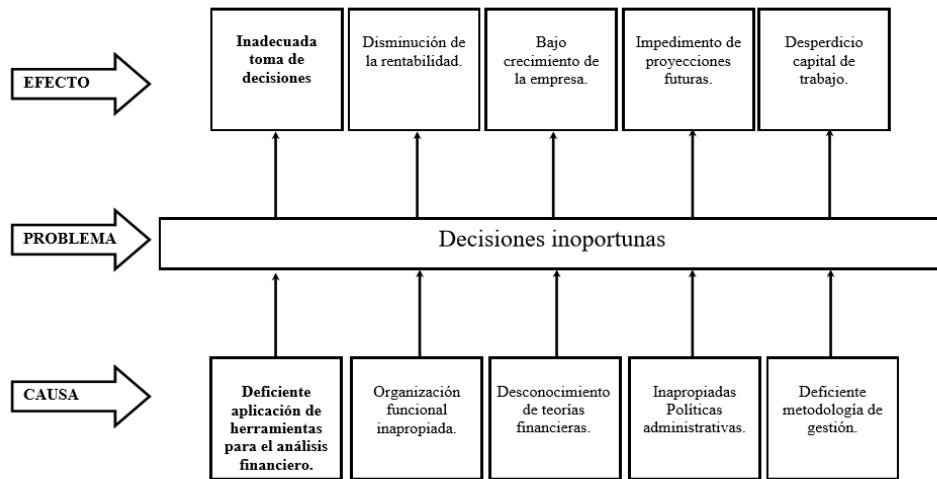 EFECTO
Inadecuada
toma de
decisiones
Disminución de
la rentabilidad.
Bajo
crecimiento de
la empresa.
Impedimento de
proyecciones
futuras.
Desperdicio
capital de
trabajo.
PROBLEMA
Decisiones inoportunas
CAUSA
Deficiente
aplicación de
herramientas
para el análisis
financiero.
Organización
funcional
inapropiada.
Desconocimiento
de teorías
financieras.
Inapropiadas
Políticas
administrativas.
Deficiente
metodología de
gestión.